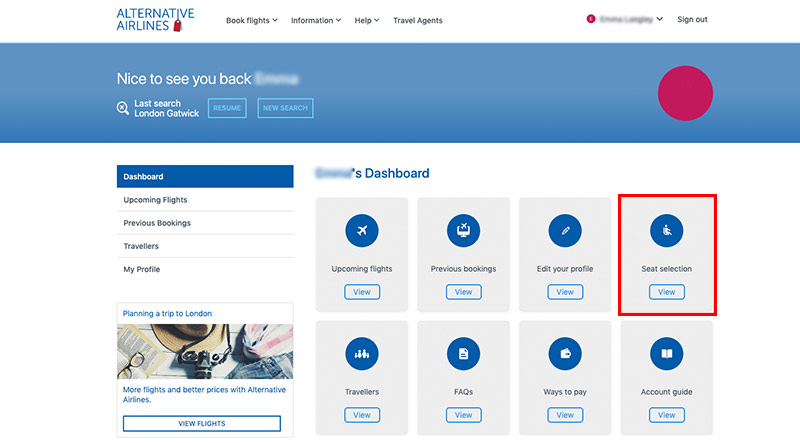 ALTERNATIVE
AIRLINES
Book flights
Information
Help
Travel Agents
E
Sign out
Nice to see you back
Last search
London Gatwick
RESUME
NEW SEARCH
Dashboard
Upcoming Flights
Previous Bookings
Travellers
My Profile
Planning a trip to London
More flights and better prices with Alternative
Airlines.
VIEW FLIGHTS
's Dashboard
Upcoming flights
View
Previous bookings
View
Edit your profile
View
Seat selection
View
Travellers
View
FAQs
View
Ways to pay
View
Account guide
View